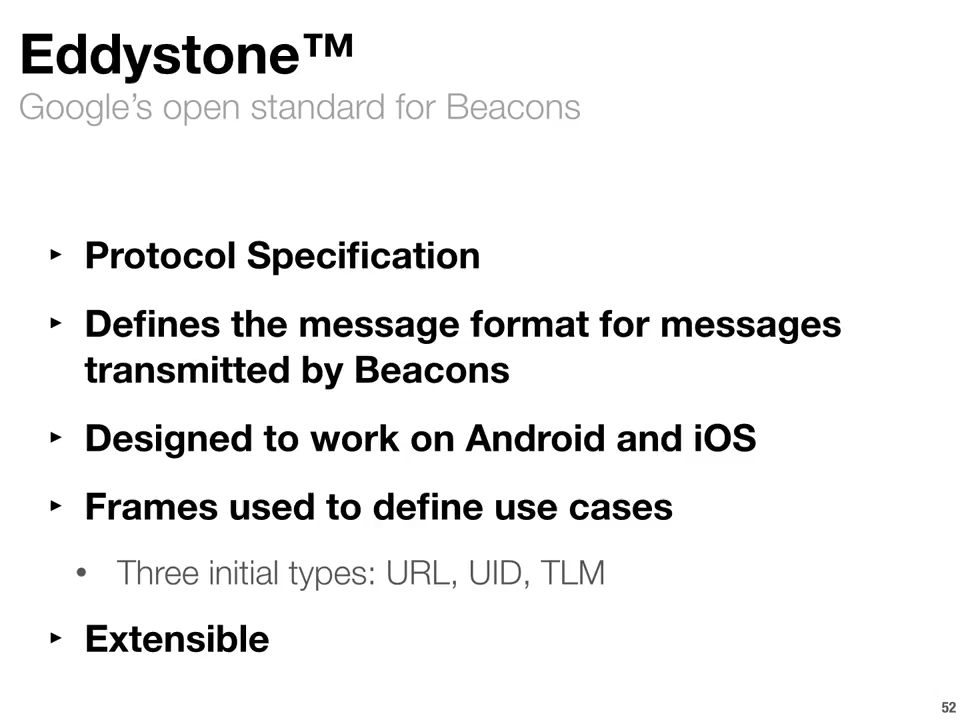 Eddystone™
Google’s open standard for Beacons
‣ Protocol Specification
‣ Defines the message format for messages
transmitted by Beacons
‣ Designed to work on Android and iOS
‣ Frames used to define use cases
• Three initial types: URL, UID, TLM
‣ Extensible
52